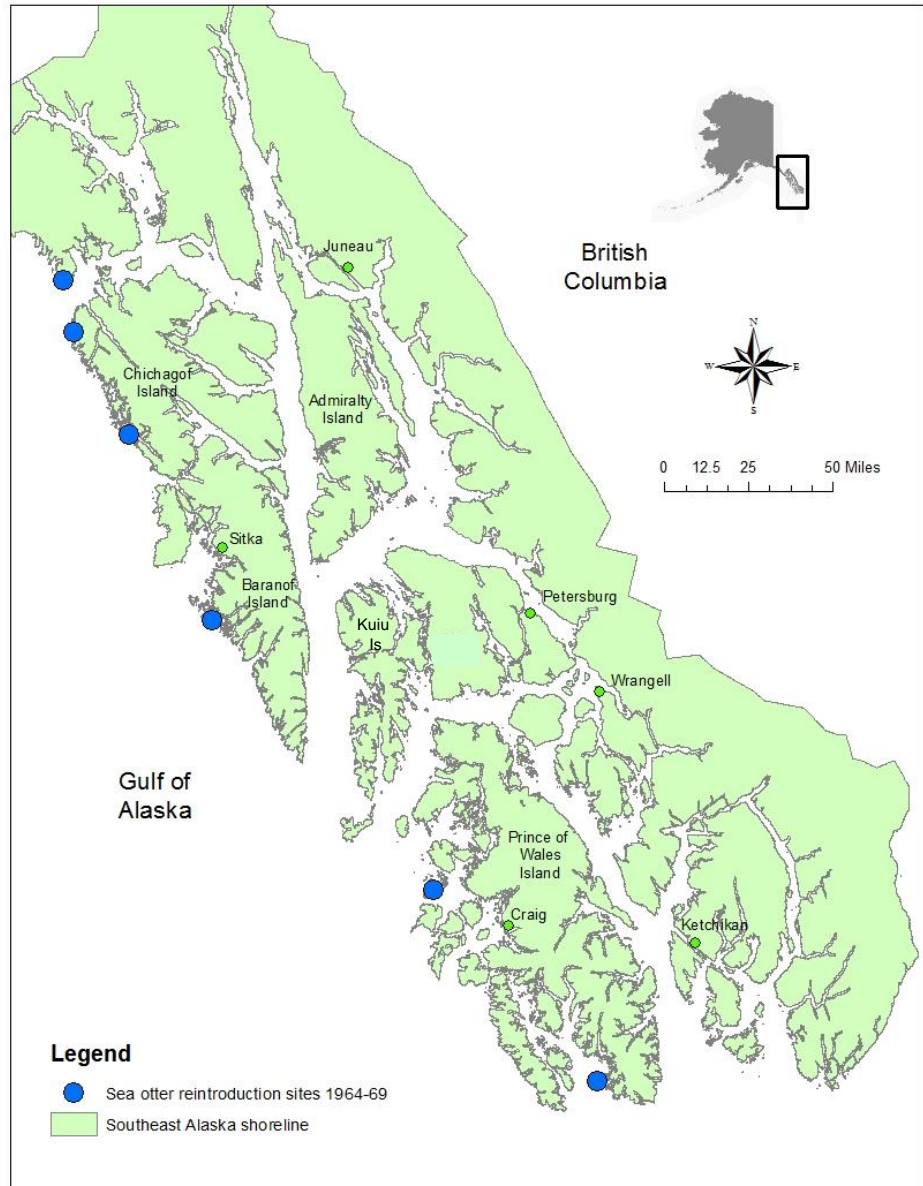 Juneau
British
Columbia
N
W
E
S
Chichagof
Island
Admiralty
Island
0 12.5 25 50 Miles
Sitka
Baranof
Island
Kuiu
Is
Petersburg
Wrangell
Gulf of
Alaska
Prince of
Wales
Island
Craig
Ketchikan
Legend
Sea otter reintroduction sites 1964-69
Southeast Alaska shoreline